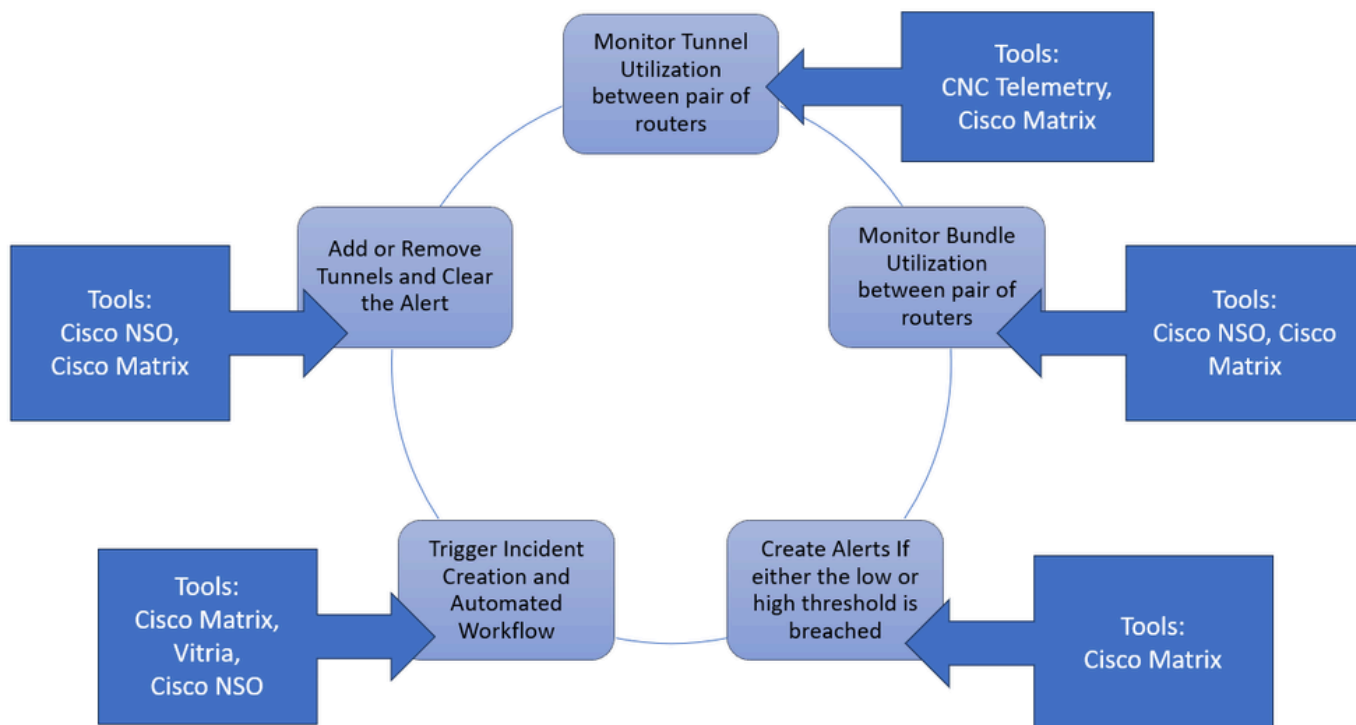 Monitor Tunnel
Utilization
between pair of
routers
Tools:
CNC Telemetry,
Cisco Matrix
Add or Remove
Tunnels and Clear
the Alert
Monitor Bundle
Utilization
between pair of
routers
Tools:
Cisco NSO,
Cisco Matrix
Tools:
Cisco NSO, Cisco
Matrix
Trigger Incident
Creation and
Automated
Workflow
Create Alerts If
either the low or
high threshold is
breached
Tools:
Cisco Matrix,
Vitria,
Cisco NSO
Tools:
Cisco Matrix